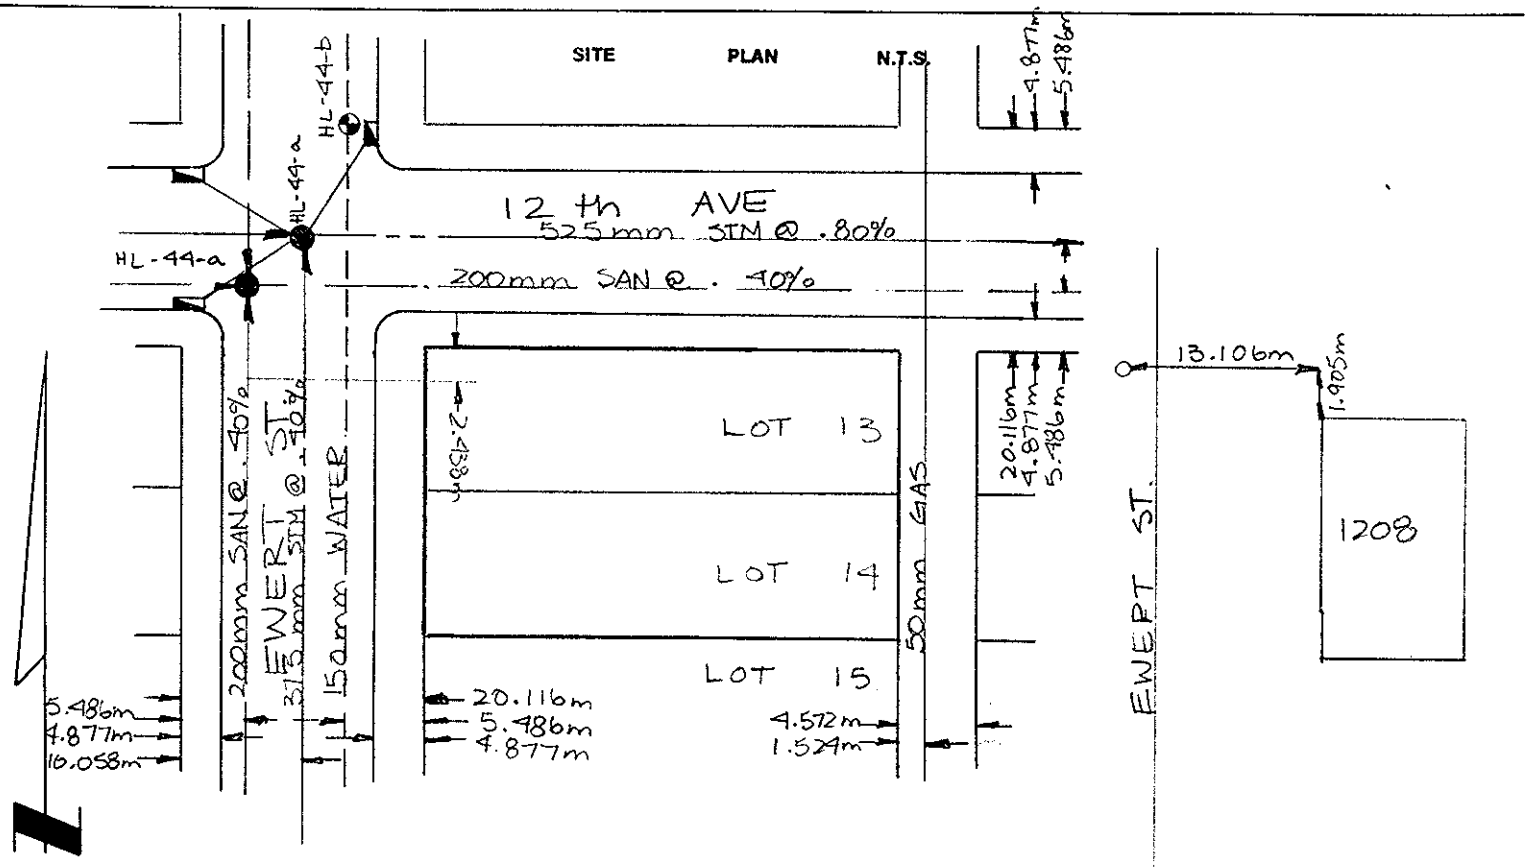 SITE PLAN N.T.S.
4.877m
5.486m
HL-44-b
HL-44-a
12 th AVE
525mm STM @ .80%
HL-44-a
200mm SAN @ .40%
13.106m
1.905m
LOT 13
2.438m
20.116m
4.877m
5.486m
200mm SAN @ .40%
EWERT ST
375mm STM @ .40%
150mm WATER
50mm GAS
1208
LOT 14
EWERT ST.
LOT 15
5.486m
4.877m
10.058m
20.116m
5.486m
4.877m
4.572m
1.524m